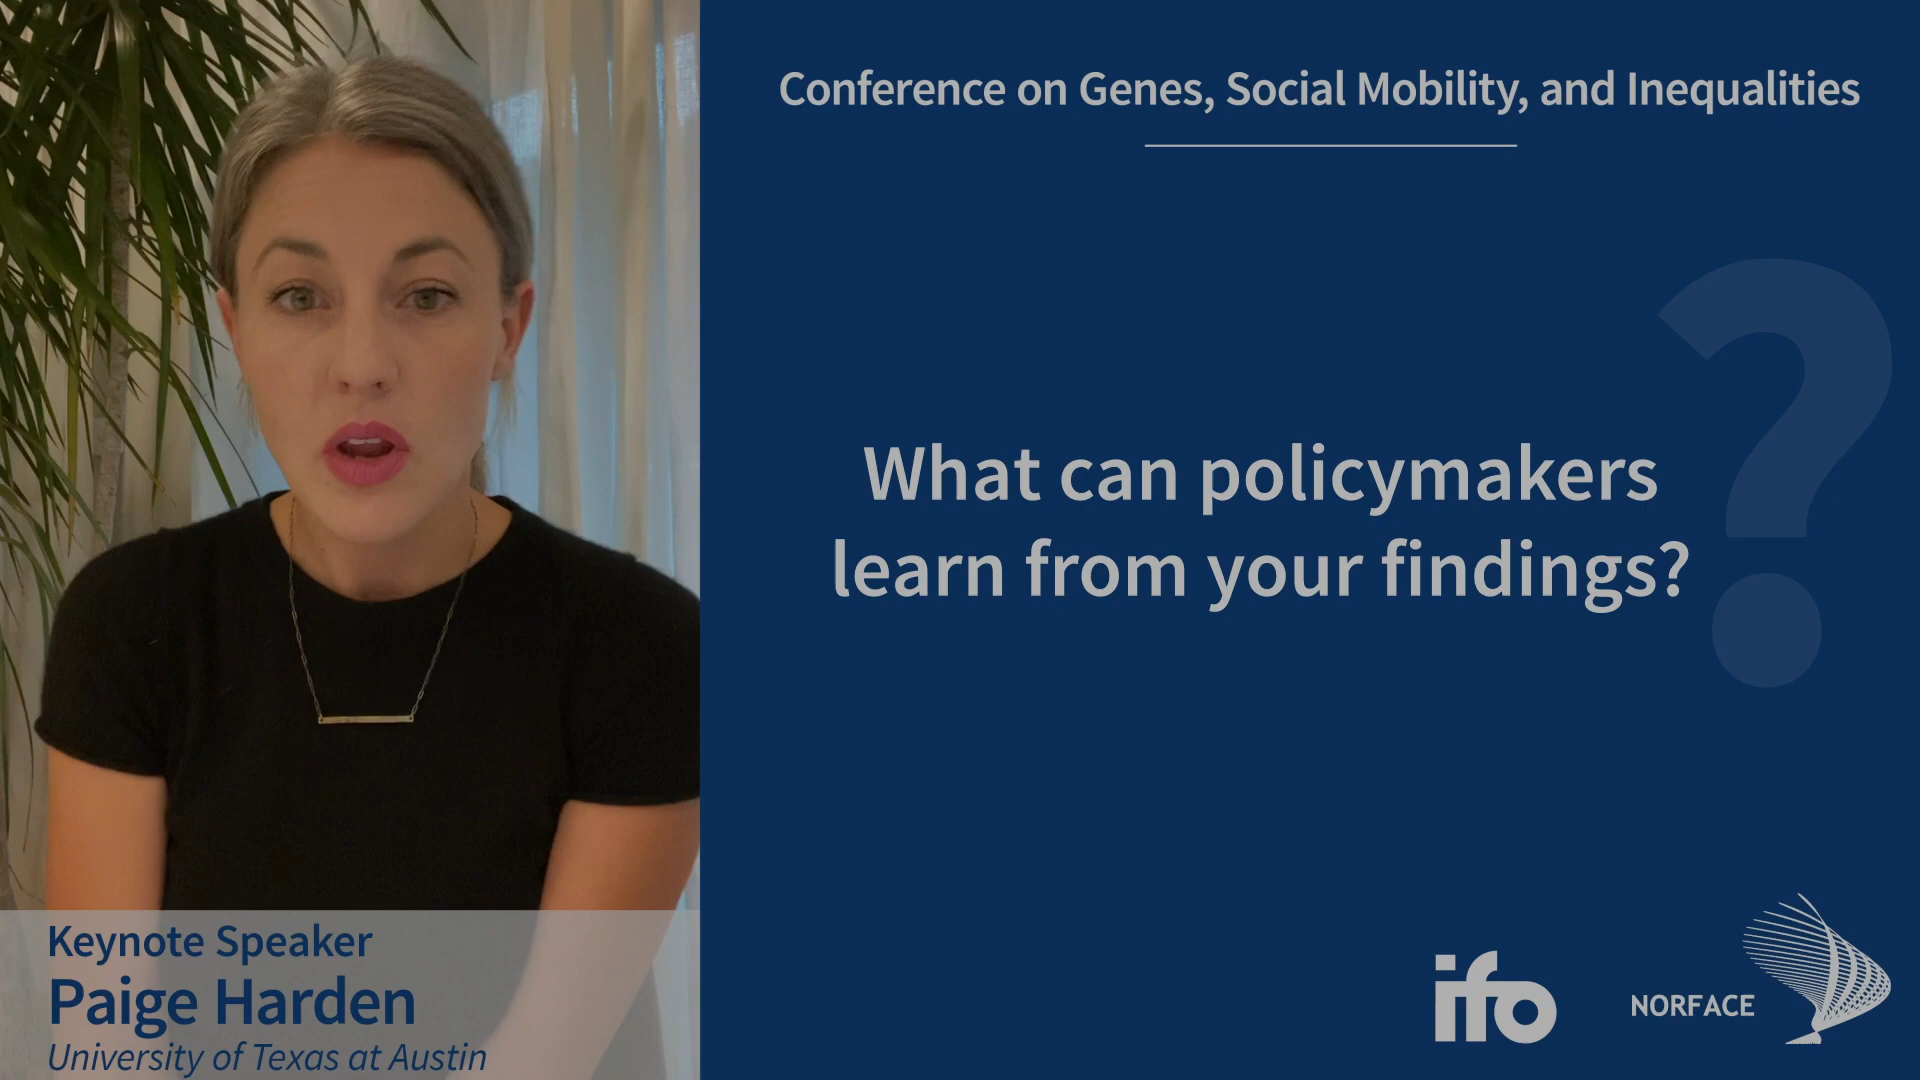 Conference on Genes, Social Mobility, and Inequalities
What can policymakers
learn from your findings?
?
Keynote Speaker
Paige Harden
University of Texas at Austin
ifo
NORFACE